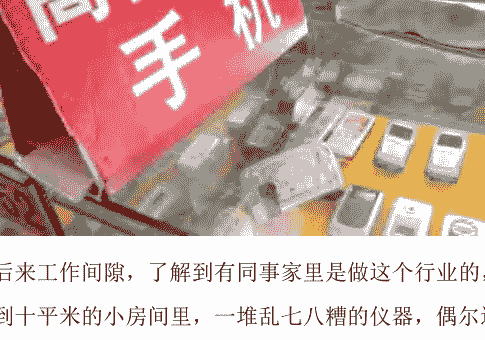 高
手机
后来工作间隙，了解到有同事家里是做这个行业的，
到十平米的小房间里，一堆乱七八糟的仪器，偶尔